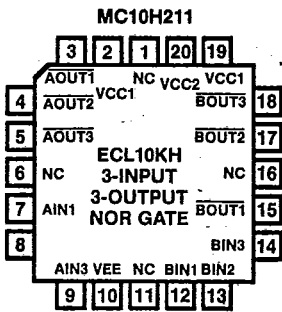 MC10H211
3 2 1 20 19
AOUT1 NC VCC1
VCC1 VCC2
4 AOUT2 BOUT3 18
5 AOUT3 BOUT2 17
ECL10KH
6 NC 3-INPUT NC 16
3-OUTPUT
7 AIN1 NOR GATE BOUT1 15
8 BIN3 14
AIN3 VEE NC BIN1 BIN2
9 10 11 12 13